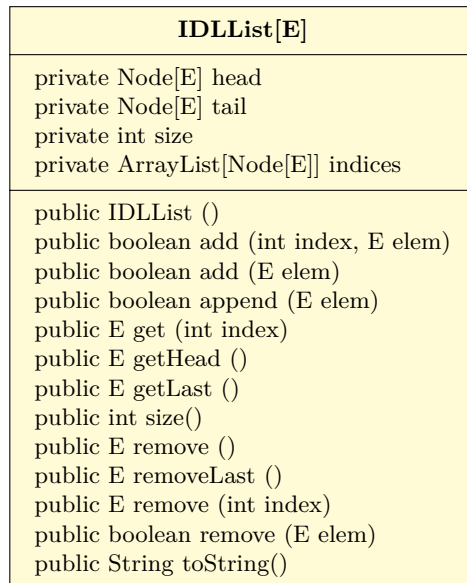 IDLList[E]
private Node[E] head
private Node[E] tail
private int size
private ArrayList[Node[E]] indices
public IDLList ()
public boolean add (int index, E elem)
public boolean add (E elem)
public boolean append (E elem)
public E get (int index)
public E getHead ()
public E getLast ()
public int size()
public E remove ()
public E removeLast ()
public E remove (int index)
public boolean remove (E elem)
public String toString()